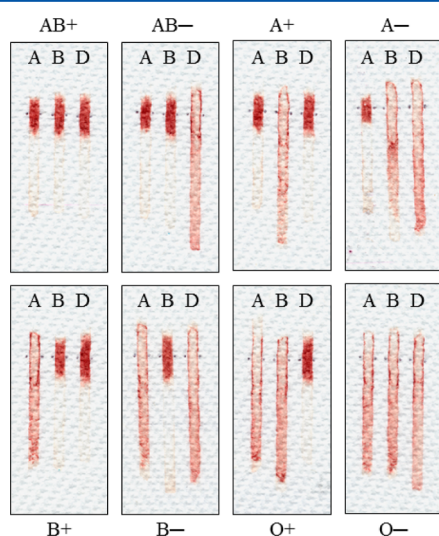 AB+ AB− A+ A−
A B D A B D A B D A B D
A B D A B D A B D A B D
B+ B− O+ O−